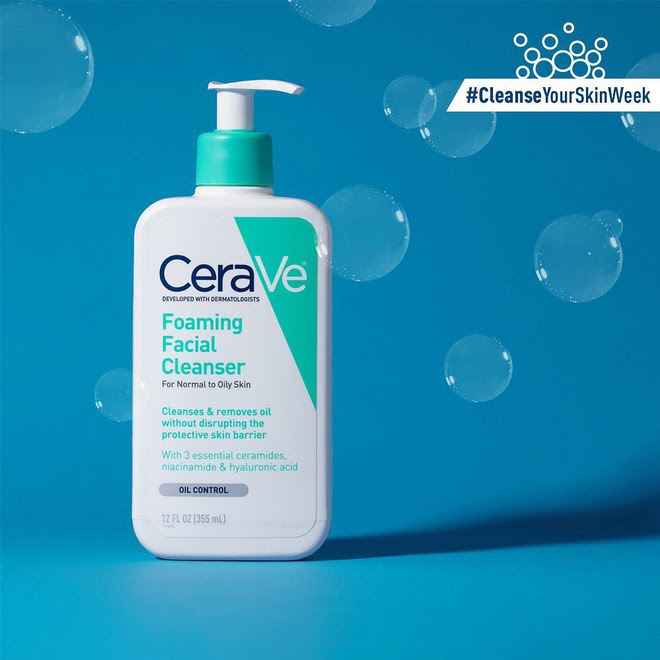 #CleanseYourSkinWeek
CeraVe®
DEVELOPED WITH DERMATOLOGISTS
Foaming
Facial
Cleanser
For Normal to Oily Skin
Cleanses & removes oil
without disrupting the
protective skin barrier
With 3 essential ceramides,
niacinamide & hyaluronic acid
OIL CONTROL
12 FL OZ (355 mL)